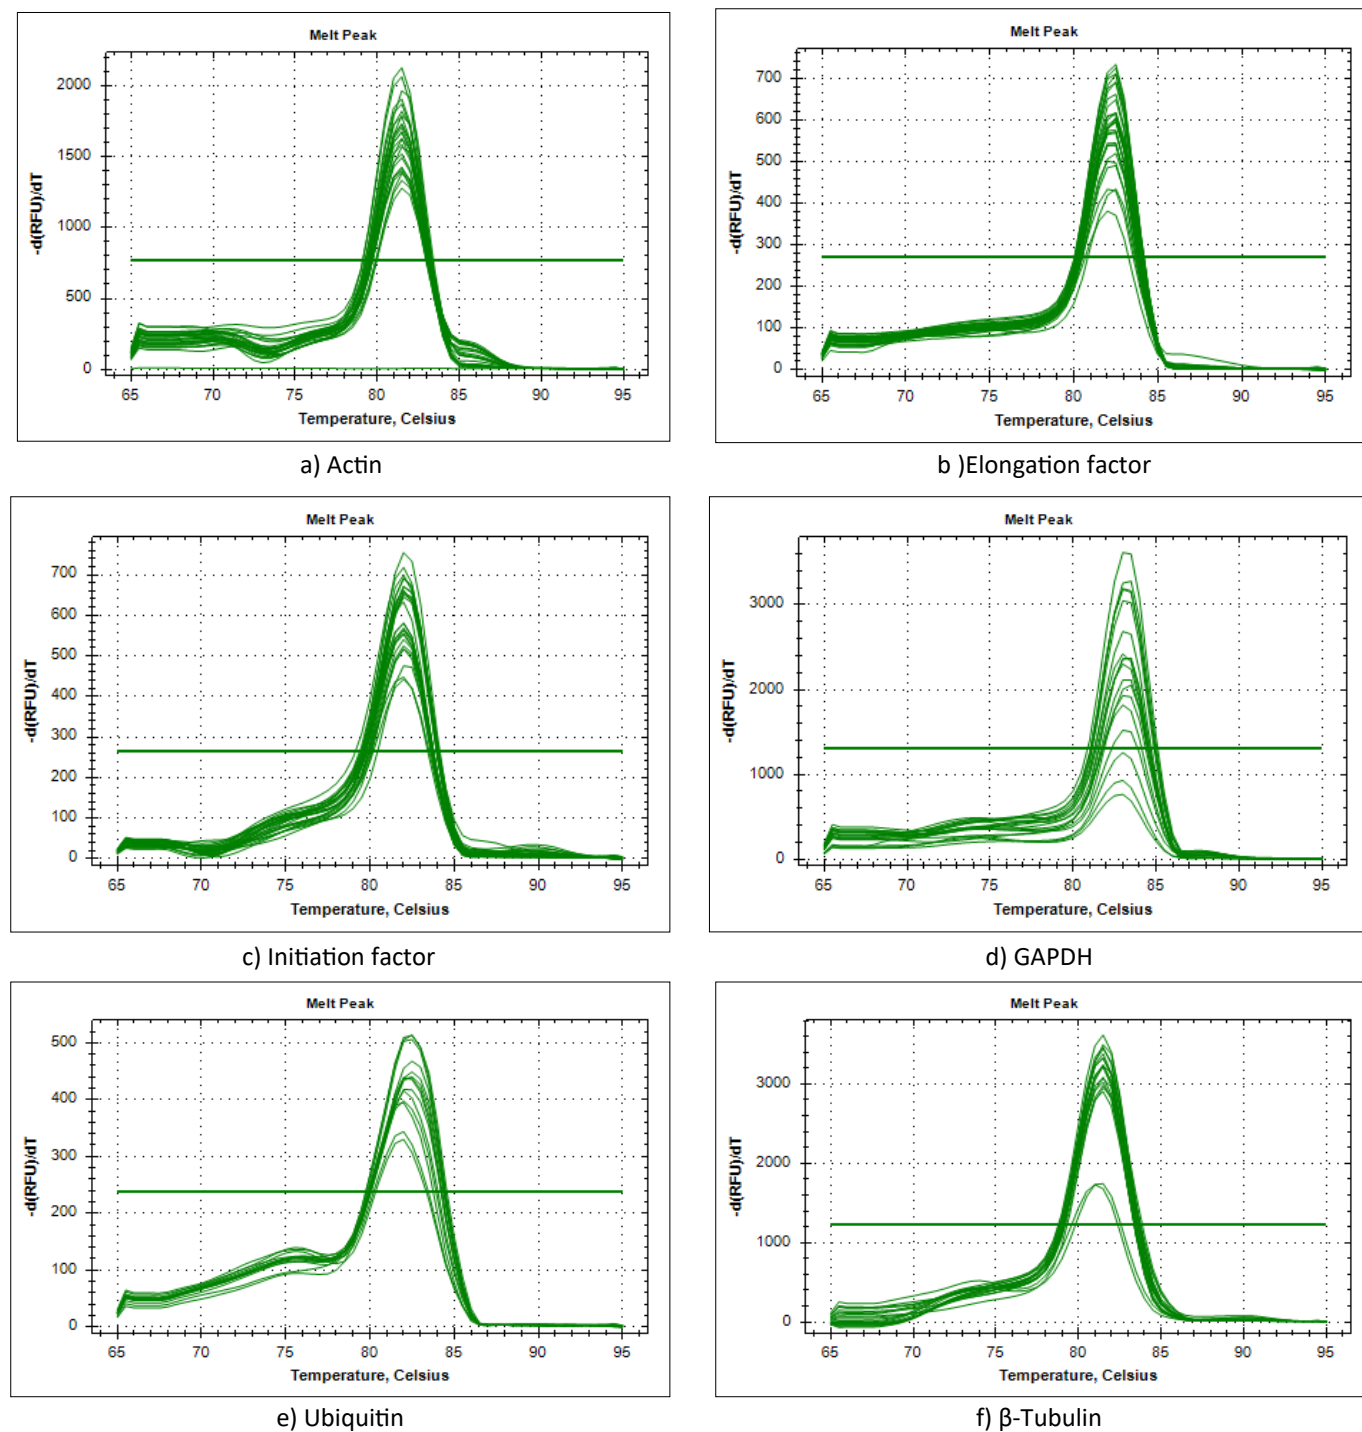 Melt Peak
-d(RFU)/dT
2000
1500
1000
500
0
65 70 75 80 85 90 95
Temperature, Celsius
a) Actin
Melt Peak
-d(RFU)/dT
700
600
500
400
300
200
100
0
65 70 75 80 85 90 95
Temperature, Celsius
b )Elongation factor
Melt Peak
-d(RFU)/dT
700
600
500
400
300
200
100
0
65 70 75 80 85 90 95
Temperature, Celsius
c) Initiation factor
Melt Peak
-d(RFU)/dT
3000
2000
1000
0
65 70 75 80 85 90 95
Temperature, Celsius
d) GAPDH
Melt Peak
-d(RFU)/dT
500
400
300
200
100
0
65 70 75 80 85 90 95
Temperature, Celsius
e) Ubiquitin
Melt Peak
-d(RFU)/dT
3000
2000
1000
0
65 70 75 80 85 90 95
Temperature, Celsius
f) β-Tubulin